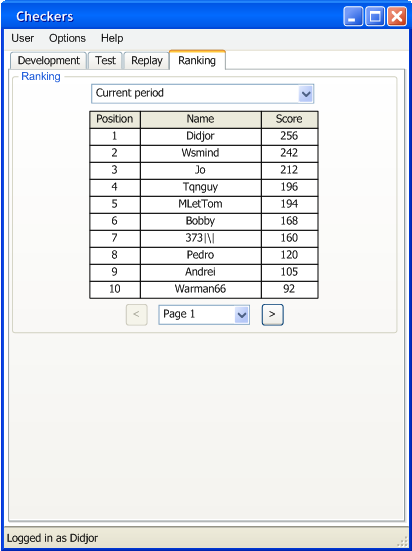 Checkers
User Options Help
Development Test Replay Ranking
Ranking
Current period
Position Name Score
1 Didjor 256
2 Wsmind 242
3 Jo 212
4 Tqnguy 196
5 MLetTom 194
6 Bobby 168
7 373|\| 160
8 Pedro 120
9 Andrei 105
10 Warman66 92
< Page 1 >
Logged in as Didjor